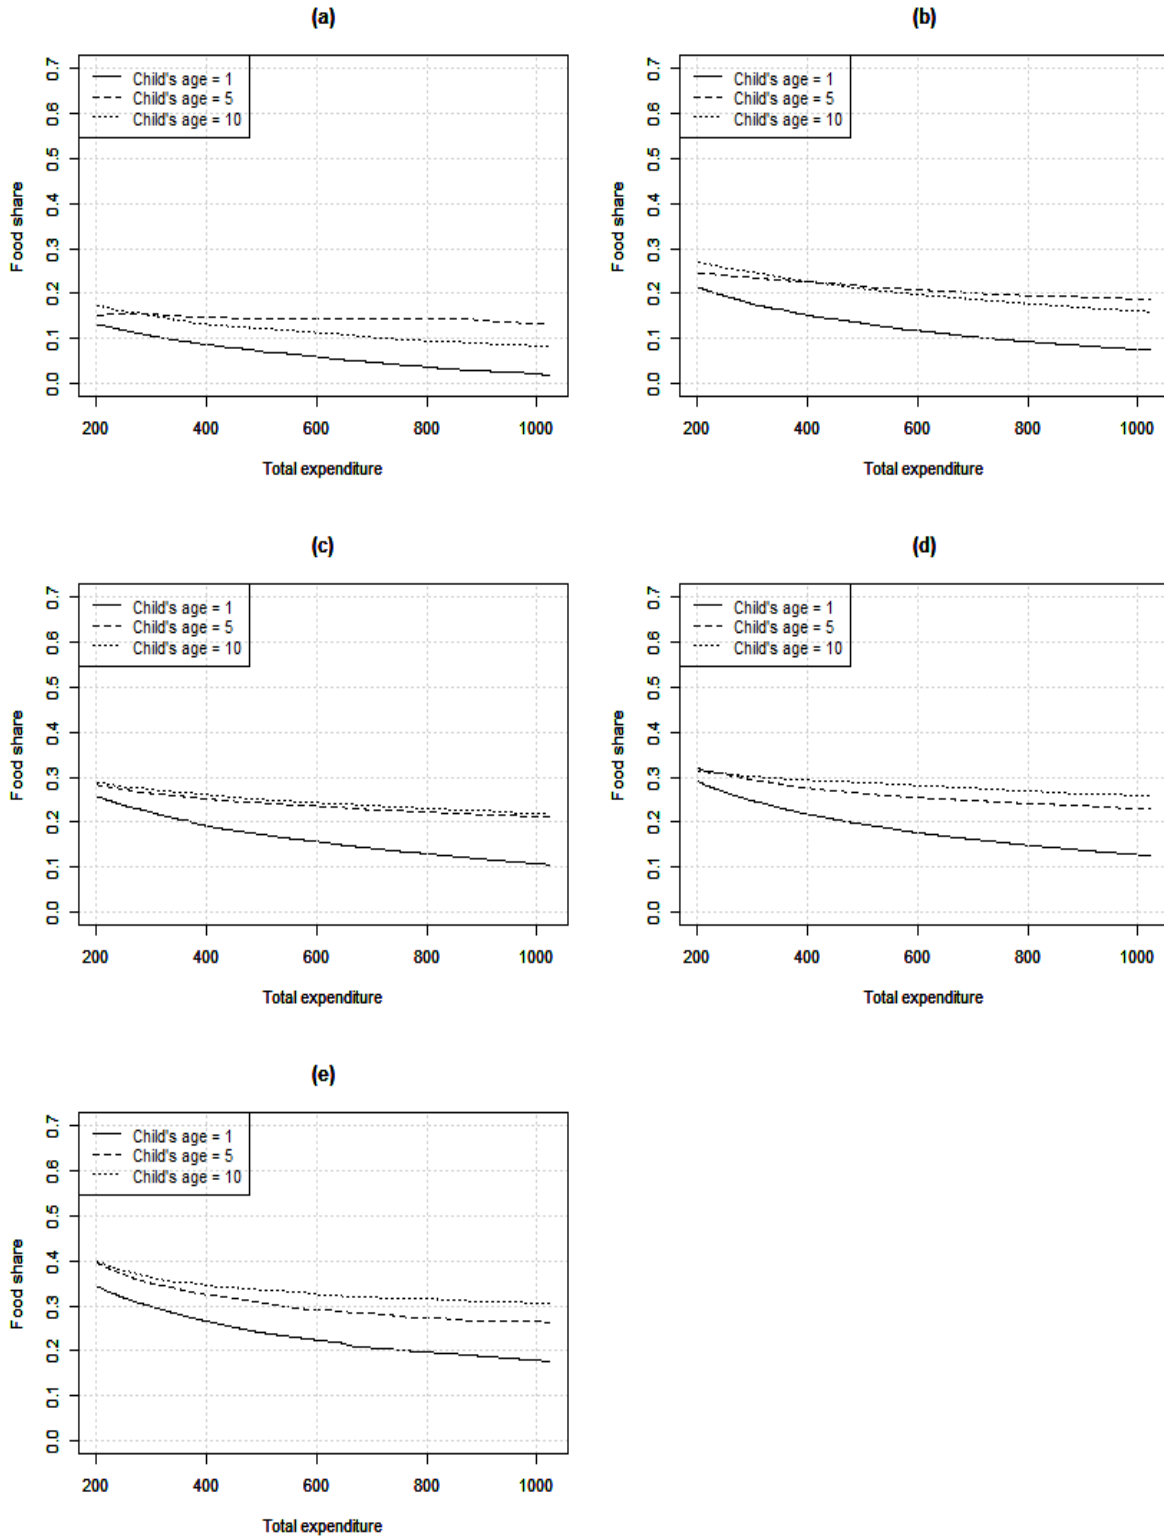 (a)
Child's age = 1
Child's age = 5
Child's age = 10
0.7
0.6
0.5
0.4
0.3
0.2
0.1
0.0
Food share
200 400 600 800 1000
Total expenditure
(b)
Child's age = 1
Child's age = 5
Child's age = 10
0.7
0.6
0.5
0.4
0.3
0.2
0.1
0.0
Food share
200 400 600 800 1000
Total expenditure
(c)
Child's age = 1
Child's age = 5
Child's age = 10
0.7
0.6
0.5
0.4
0.3
0.2
0.1
0.0
Food share
200 400 600 800 1000
Total expenditure
(d)
Child's age = 1
Child's age = 5
Child's age = 10
0.7
0.6
0.5
0.4
0.3
0.2
0.1
0.0
Food share
200 400 600 800 1000
Total expenditure
(e)
Child's age = 1
Child's age = 5
Child's age = 10
0.7
0.6
0.5
0.4
0.3
0.2
0.1
0.0
Food share
200 400 600 800 1000
Total expenditure